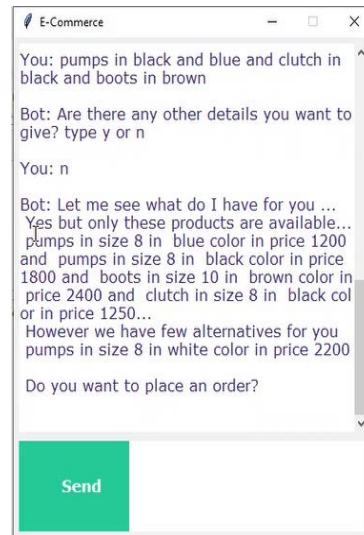 E-Commerce
You: pumps in black and blue and clutch in
black and boots in brown
Bot: Are there any other details you want to
give? type y or n
You: n
Bot: Let me see what do I have for you ...
Yes but only these products are available...
pumps in size 8 in blue color in price 1200
and pumps in size 8 in black color in price
1800 and boots in size 10 in brown color in
price 2400 and clutch in size 8 in black col
or in price 1250...
However we have few alternatives for you
pumps in size 8 in white color in price 2200
Do you want to place an order?
Send